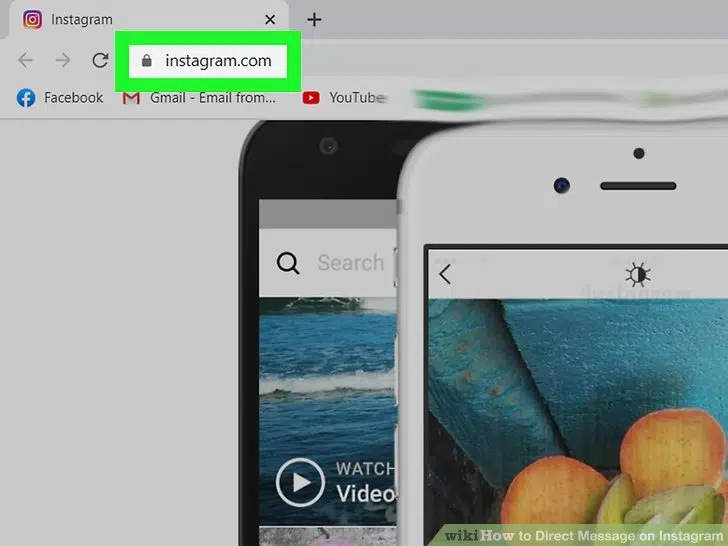 Instagram
instagram.com
Facebook
Gmail - Email from...
YouTube
Search
WATCH
Video
wikiHow to Direct Message on Instagram